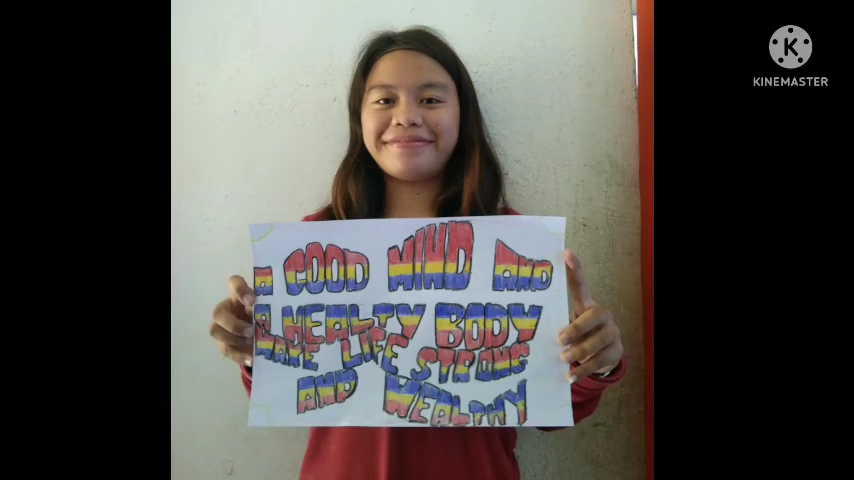 KINEMASTER
A GOOD MIND AND
A HEALTY BODY
MAKE LIFE STRONG
AND WEALTHY